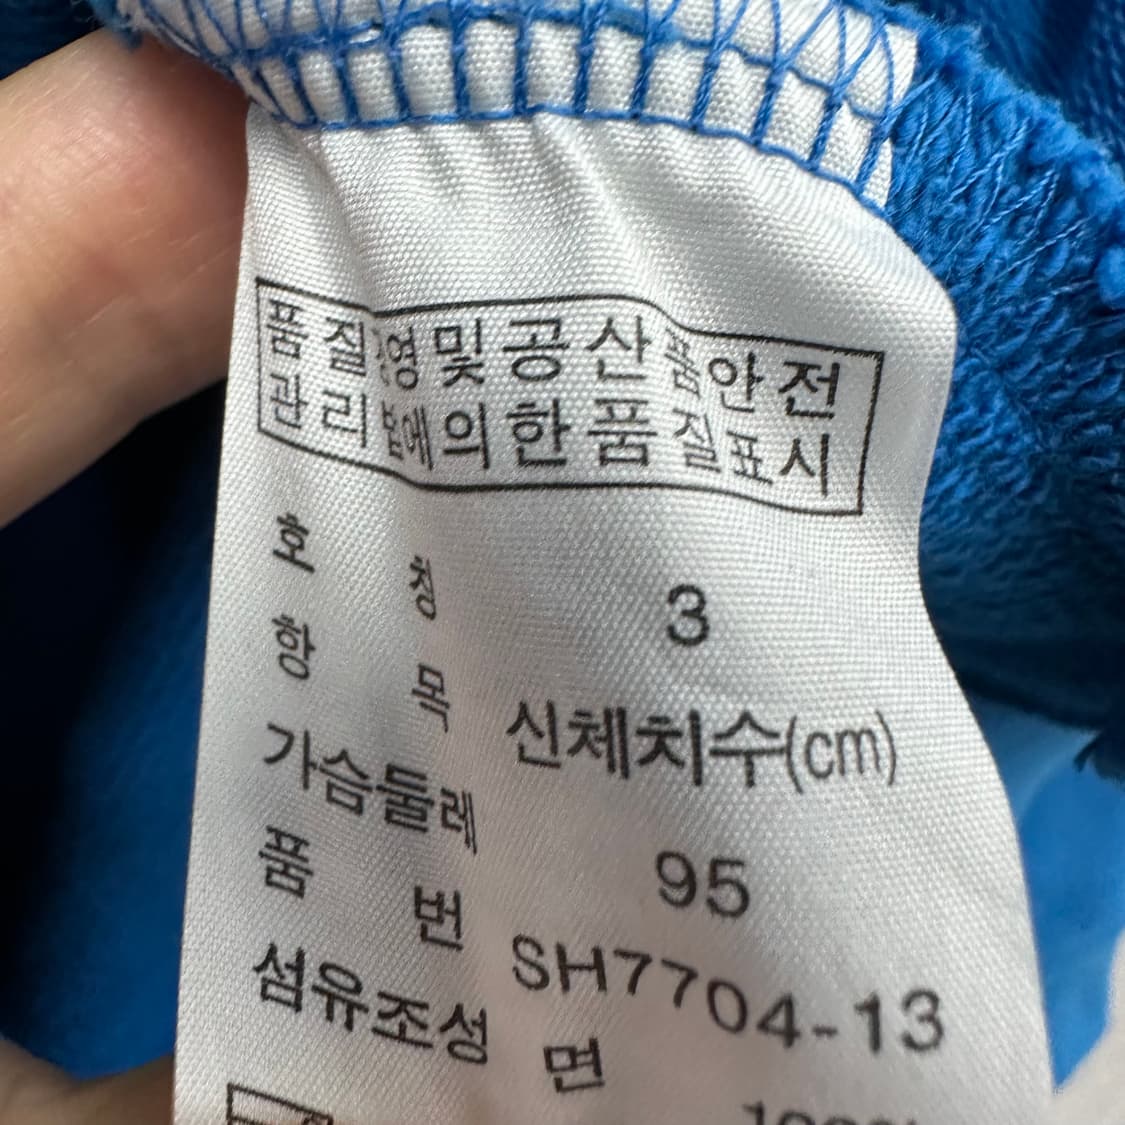 품질경영 및 공산품안전
관리법에 의한 품질표시
호칭 3
항목 신체치수(cm)
가슴둘레 95
품번 SH7704-13
섬유조성 면
100%